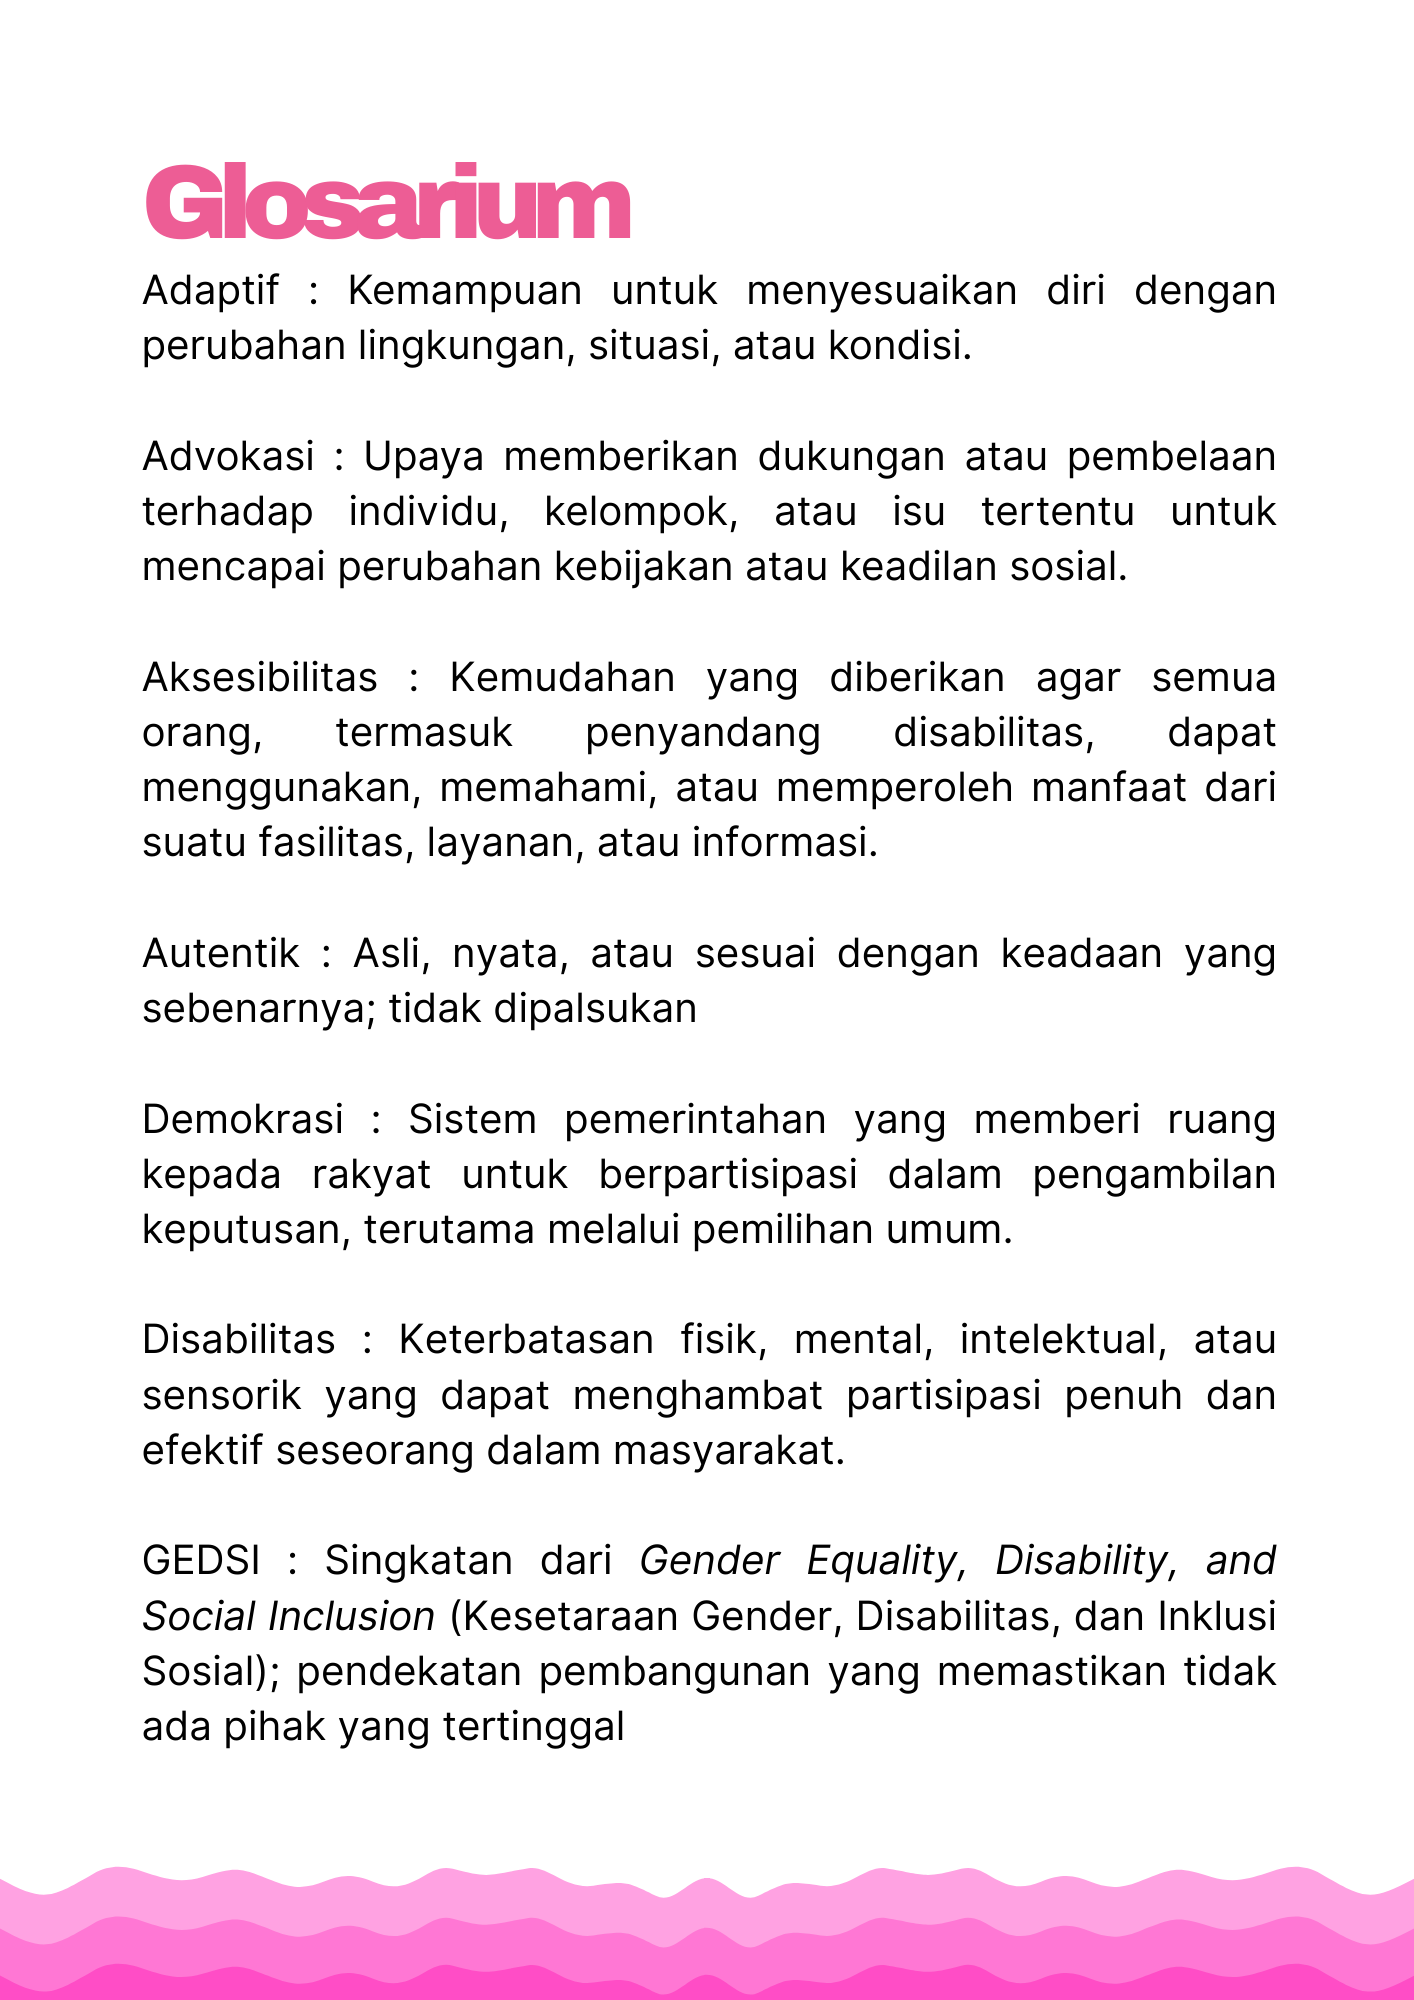 Glosarium
Adaptif : Kemampuan untuk menyesuaikan diri dengan
perubahan lingkungan, situasi, atau kondisi.
Advokasi : Upaya memberikan dukungan atau pembelaan
terhadap individu, kelompok, atau isu tertentu untuk
mencapai perubahan kebijakan atau keadilan sosial.
Aksesibilitas : Kemudahan yang diberikan agar semua
orang, termasuk penyandang disabilitas, dapat
menggunakan, memahami, atau memperoleh manfaat dari
suatu fasilitas, layanan, atau informasi.
Autentik : Asli, nyata, atau sesuai dengan keadaan yang
sebenarnya; tidak dipalsukan
Demokrasi : Sistem pemerintahan yang memberi ruang
kepada rakyat untuk berpartisipasi dalam pengambilan
keputusan, terutama melalui pemilihan umum.
Disabilitas : Keterbatasan fisik, mental, intelektual, atau
sensorik yang dapat menghambat partisipasi penuh dan
efektif seseorang dalam masyarakat.
GEDSI : Singkatan dari Gender Equality, Disability, and
Social Inclusion (Kesetaraan Gender, Disabilitas, dan Inklusi
Sosial); pendekatan pembangunan yang memastikan tidak
ada pihak yang tertinggal